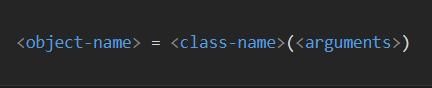 <object-name> = <class-name>(<arguments>)